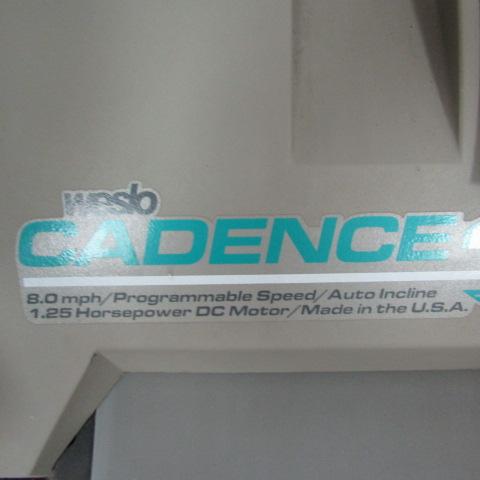 weslo
CADENCE
8.0 mph/Programmable Speed/Auto Incline
1.25 Horsepower DC Motor/Made in the U.S.A.